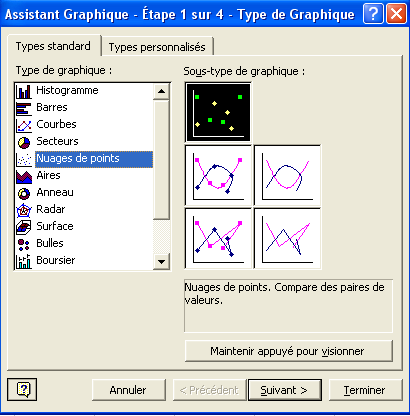 Assistant Graphique - Étape 1 sur 4 - Type de Graphique
Types standard
Types personnalisés
Type de graphique :
Histogramme
Barres
Courbes
Secteurs
Nuages de points
Aires
Anneau
Radar
Surface
Bulles
Boursier
Sous-type de graphique :
Nuages de points. Compare des paires de
valeurs.
Maintenir appuyé pour visionner
Annuler
< Précédent
Suivant >
Terminer